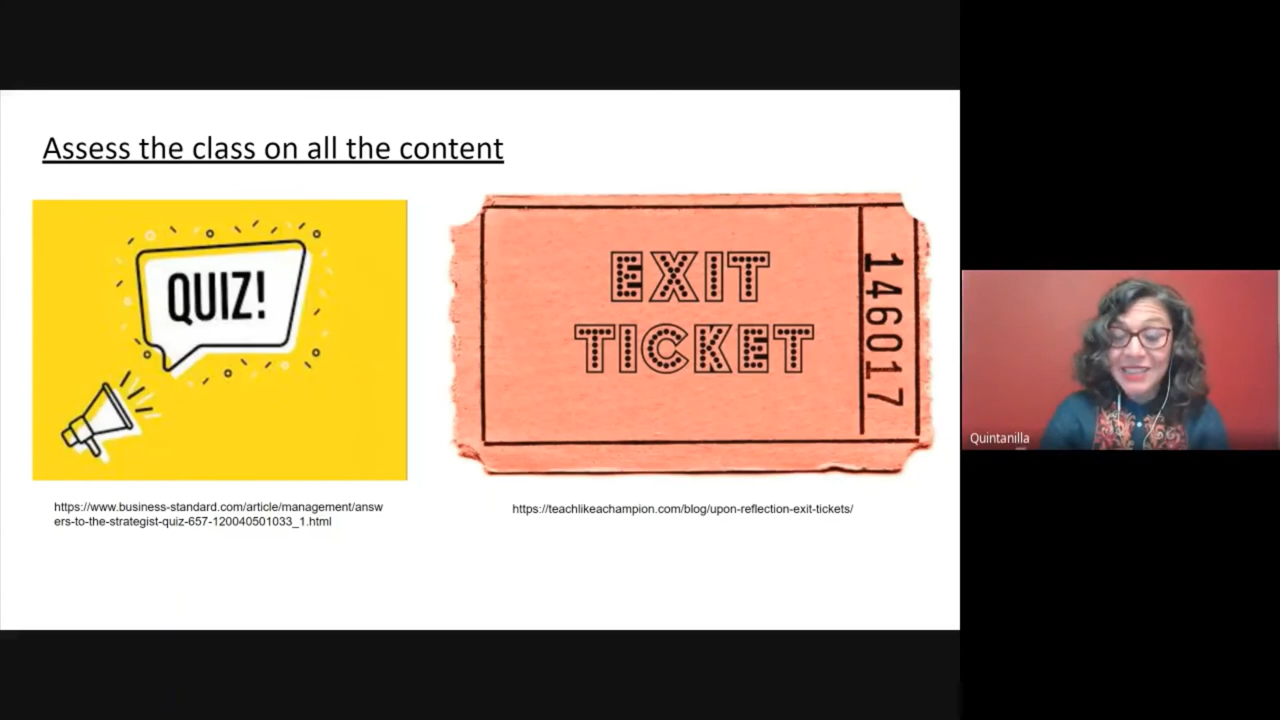 Assess the class on all the content
QUIZ!
EXIT
TICKET
146017
https://www.business-standard.com/article/management/answ
ers-to-the-strategist-quiz-657-120040501033_1.html
https://teachlikeachampion.com/blog/upon-reflection-exit-tickets/
Quintanilla